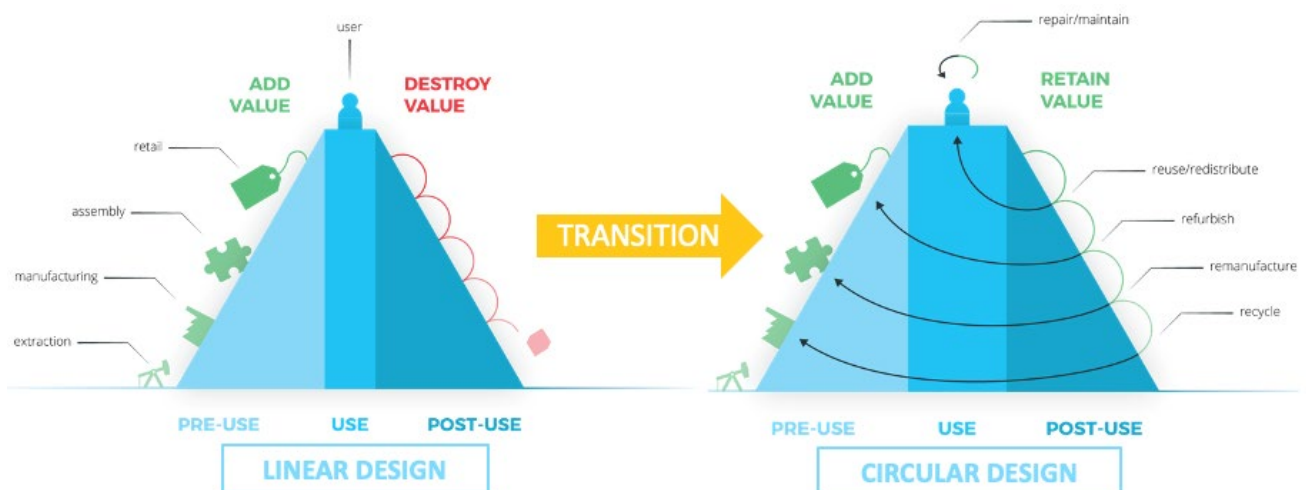 user
ADD
VALUE
DESTROY
VALUE
retail
assembly
manufacturing
extraction
PRE-USE
USE
POST-USE
LINEAR DESIGN
TRANSITION
repair/maintain
ADD
VALUE
RETAIN
VALUE
reuse/redistribute
refurbish
remanufacture
recycle
PRE-USE
USE
POST-USE
CIRCULAR DESIGN